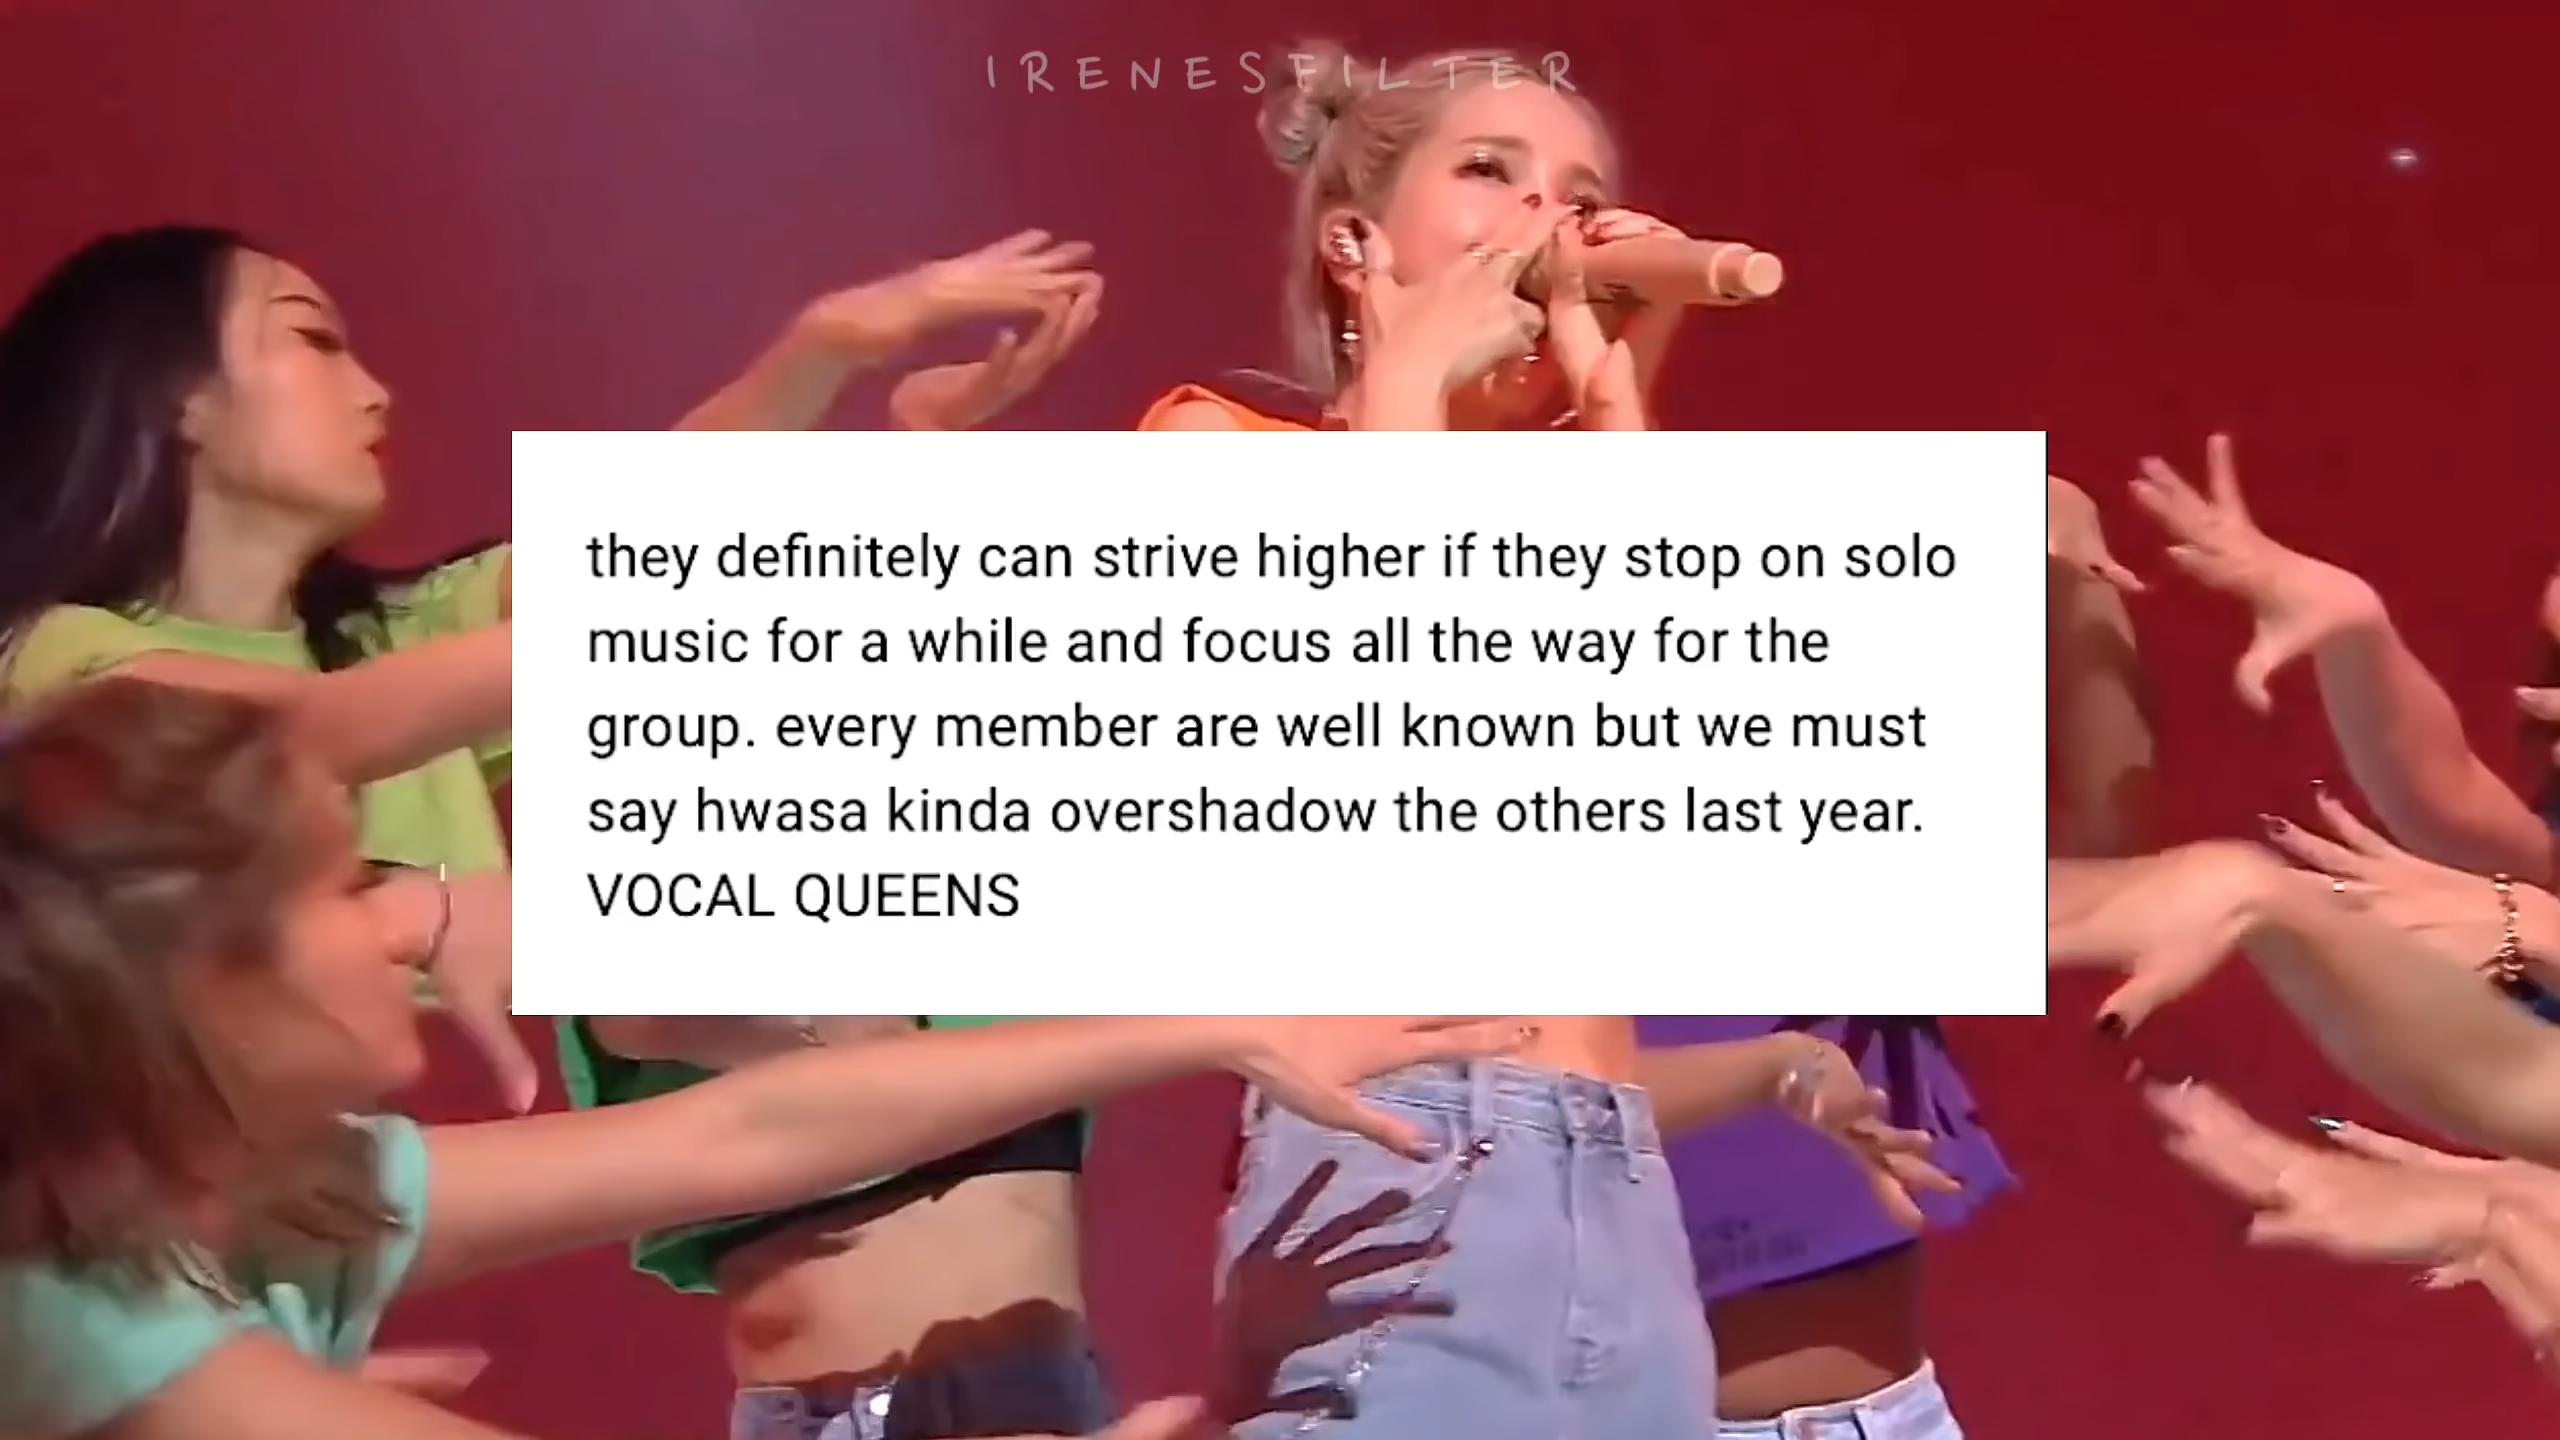 IRENESFILTER
they definitely can strive higher if they stop on solo
music for a while and focus all the way for the
group. every member are well known but we must
say hwasa kinda overshadow the others last year.
VOCAL QUEENS